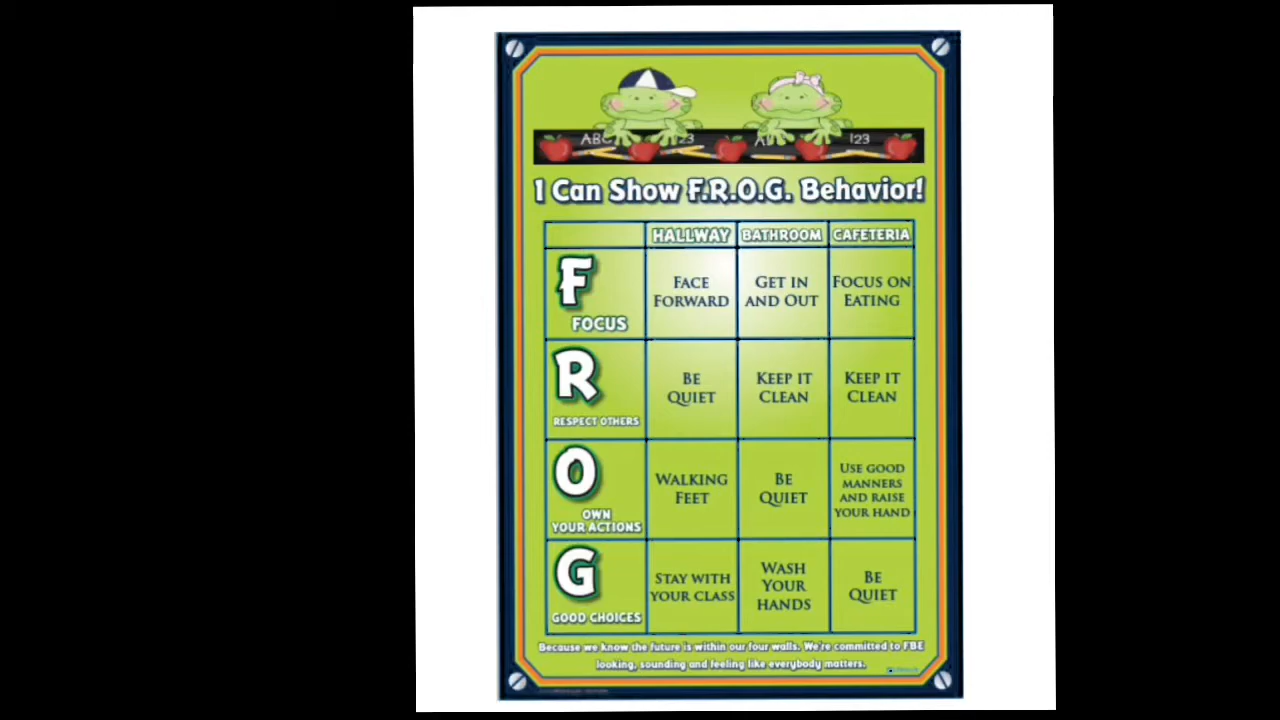 ABC 123 123
I Can Show F.R.O.G. Behavior!
HALLWAY BATHROOM CAFETERIA
F
FOCUS
FACE
FORWARD
GET IN
AND OUT
FOCUS ON
EATING
R
RESPECT OTHERS
BE
QUIET
KEEP IT
CLEAN
KEEP IT
CLEAN
O
OWN
YOUR ACTIONS
WALKING
FEET
BE
QUIET
USE GOOD
MANNERS
AND RAISE
YOUR HAND
G
GOOD CHOICES
STAY WITH
YOUR CLASS
WASH
YOUR
HANDS
BE
QUIET
Because we know the future is within our four walls. We're committed to FBE
looking, sounding and feeling like everybody matters.